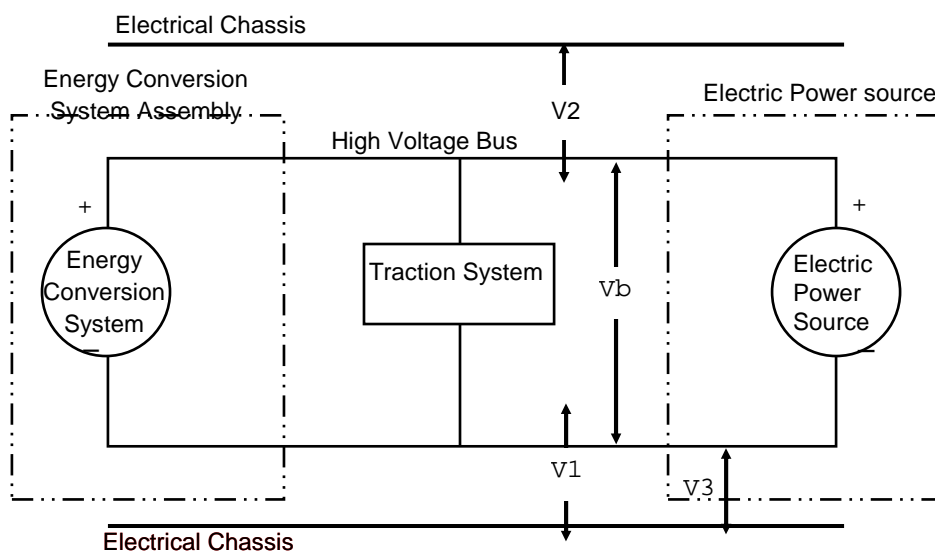 Electrical Chassis
Energy Conversion
System Assembly
V2
Electric Power source
High Voltage Bus
+
+
Energy
Conversion
System
−
Traction System
Vb
Electric
Power
Source
−
V1
V3
Electrical Chassis